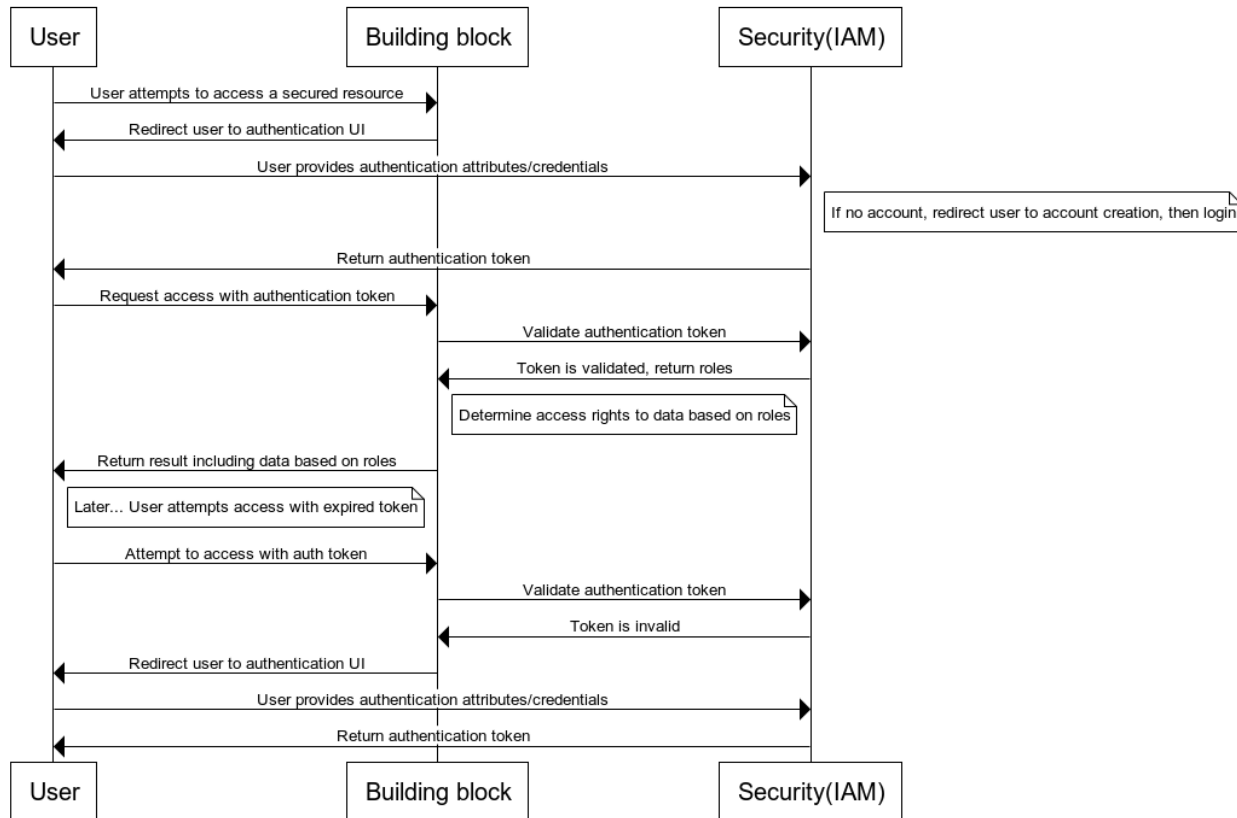 User
Building block
Security(IAM)
User attempts to access a secured resource
Redirect user to authentication UI
User provides authentication attributes/credentials
If no account, redirect user to account creation, then login
Return authentication token
Request access with authentication token
Validate authentication token
Token is validated, return roles
Determine access rights to data based on roles
Return result including data based on roles
Later... User attempts access with expired token
Attempt to access with auth token
Validate authentication token
Token is invalid
Redirect user to authentication UI
User provides authentication attributes/credentials
Return authentication token
User
Building block
Security(IAM)